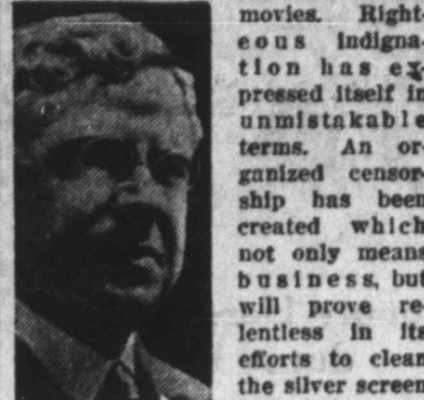 movies. Right-
eous indigna-
tion has ex-
pressed itself in
unmistakable
terms. An or-
ganized censor-
ship has been
created which
not only means
business, but
will prove re-
lentless in its
efforts to clean
the silver screen